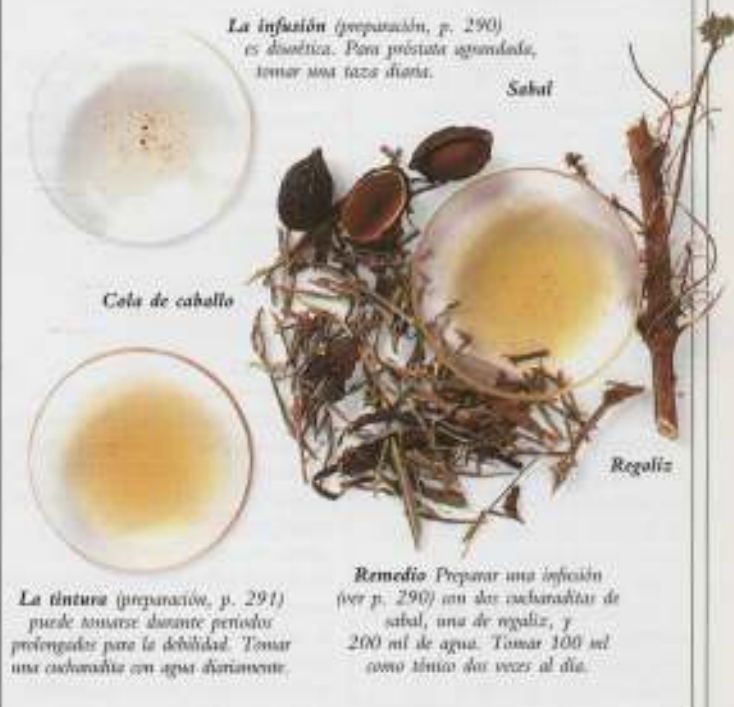 La infusión (preparación, p. 290)
es diurética. Para próstata agrandada,
tomar una taza diaria.
Sabal
Cola de caballo
Regaliz
La tintura (preparación, p. 291)
puede tomarse durante periodos
prolongados para la debilidad. Tomar
una cucharadita con agua diariamente.
Remedio Preparar una infusión
(ver p. 290) con dos cucharaditas de
sabal, una de regaliz, y
200 ml de agua. Tomar 100 ml
como tónico dos veces al día.